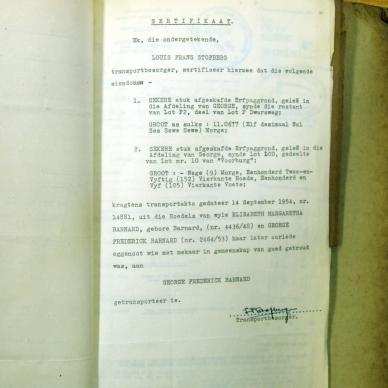 SERTIFIKAAT.
Ek, die ondergetekende,
LOUIS FRANS STOFBERG
transportbesorger, sertifiseer hiermee dat die volgende
eiendomme -
1. SEKERE stuk afgeskafde Erfpaggrond, geleë in
die Afdeling van GEORGE, synde die restant
van Lot F2, deel van Lot F Dwarsweg;
GROOT as sulks : 11.0677 (Elf desimaal Nul
Ses Sewe Sewe) Morge;
2. SEKERE stuk afgeskafde Erfpaggrond, geleë in die
Afdeling van George, synde Lot 10D, gedeelte
van Lot nr. 10 van "Voorburg";
GROOT : - Nege (9) Morge, Eenhonderd Twee-en-
Vyftig (152) Vierkante Roede, Eenhonderd en
Vyf (105) Vierkante Voete;
kragtens transportakte gedateer 14 September 1954, nr.
14881, uit die Boedels van wyle ELIZABETH MARGARETHA
BARNARD, gebore Barnard, (nr. 4436/48) en GEORGE
FREDERICK BARNARD (nr. 2464/53) haar later oorlede
eggenoot wie met mekaar in gemeenskap van goed getroud
was, aan
GEORGE FREDERICK BARNARD
getransporteer is.
Transportbesorger.